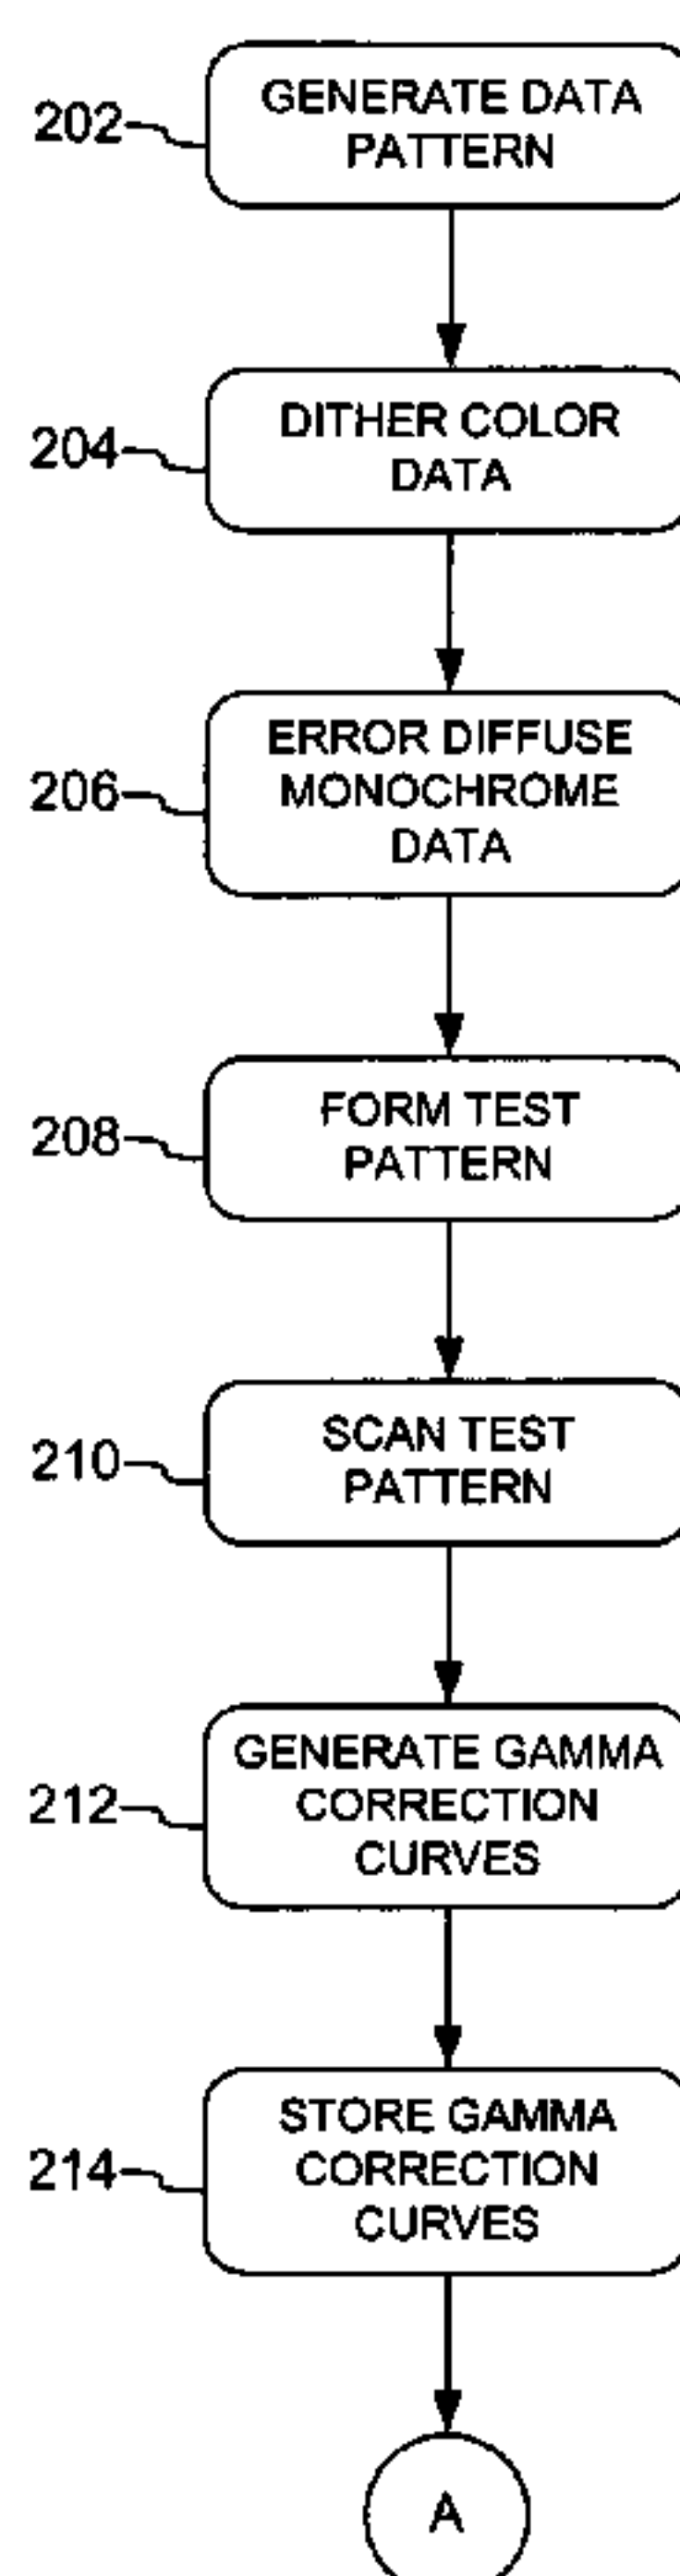 202
GENERATE DATA
PATTERN
204
DITHER COLOR
DATA
206
ERROR DIFFUSE
MONOCHROME
DATA
208
FORM TEST
PATTERN
210
SCAN TEST
PATTERN
212
GENERATE GAMMA
CORRECTION
CURVES
214
STORE GAMMA
CORRECTION
CURVES
A